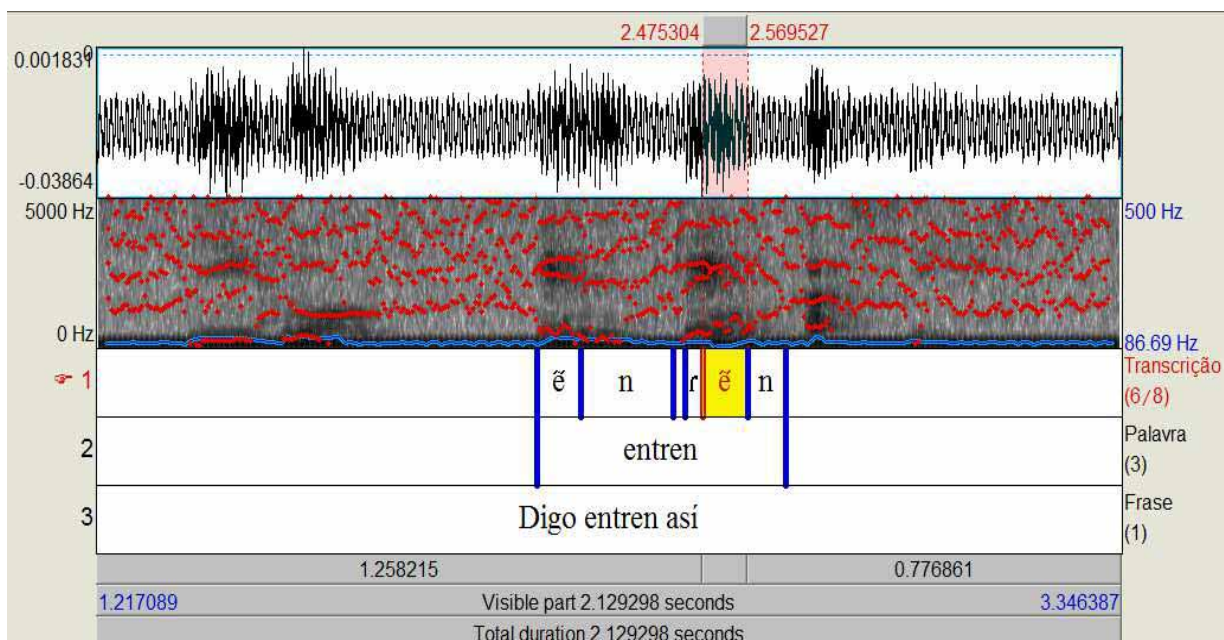 2.475304 2.569527
0.001831
0
-0.03864
5000 Hz
500 Hz
0 Hz
86.69 Hz
1
ẽ n ɾ ẽ n
Transcrição
(6/8)
2
entren
Palavra
(3)
3
Digo entren así
Frase
(1)
1.258215 0.776861
1.217089 Visible part 2.129298 seconds 3.346387
Total duration 2.129298 seconds